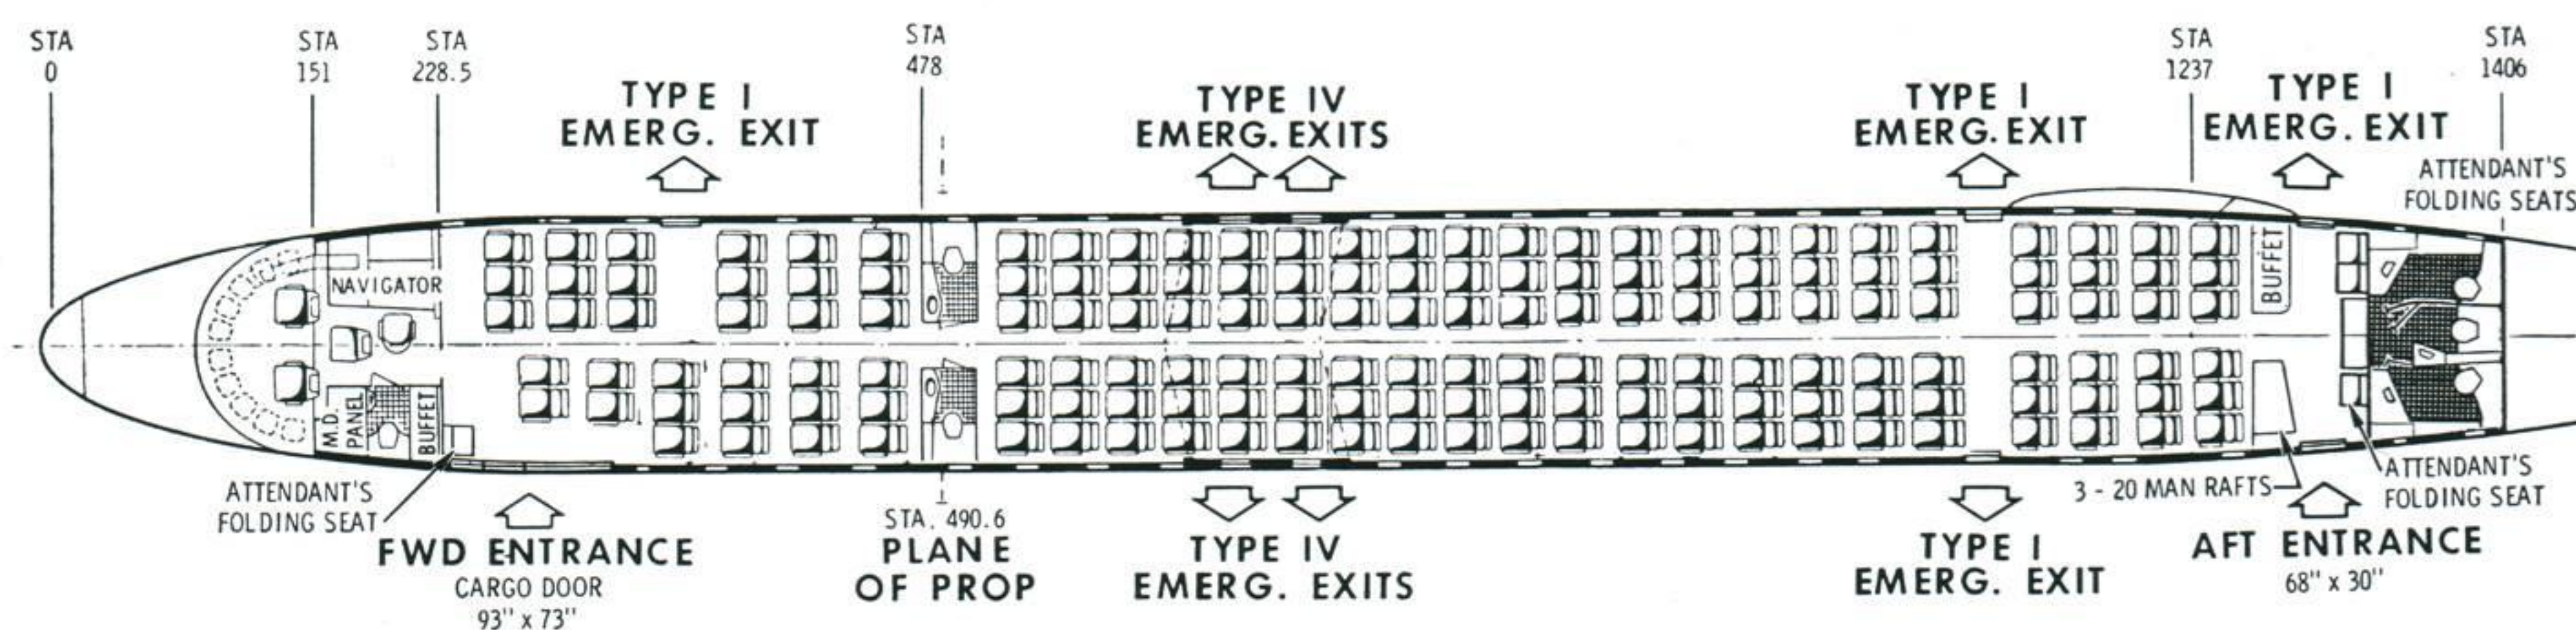 STA
0
STA
151
STA
228.5
TYPE I
EMERG. EXIT
STA
478
TYPE IV
EMERG. EXITS
TYPE I
EMERG. EXIT
STA
1237
TYPE I
EMERG. EXIT
STA
1406
ATTENDANT'S
FOLDING SEATS
NAVIGATOR
M.D.
PANEL
BUFFET
BUFFET
ATTENDANT'S
FOLDING SEAT
FWD ENTRANCE
CARGO DOOR
93" x 73"
STA. 490.6
PLANE
OF PROP
TYPE IV
EMERG. EXITS
TYPE I
EMERG. EXIT
3 - 20 MAN RAFTS
AFT ENTRANCE
68" x 30"
ATTENDANT'S
FOLDING SEAT